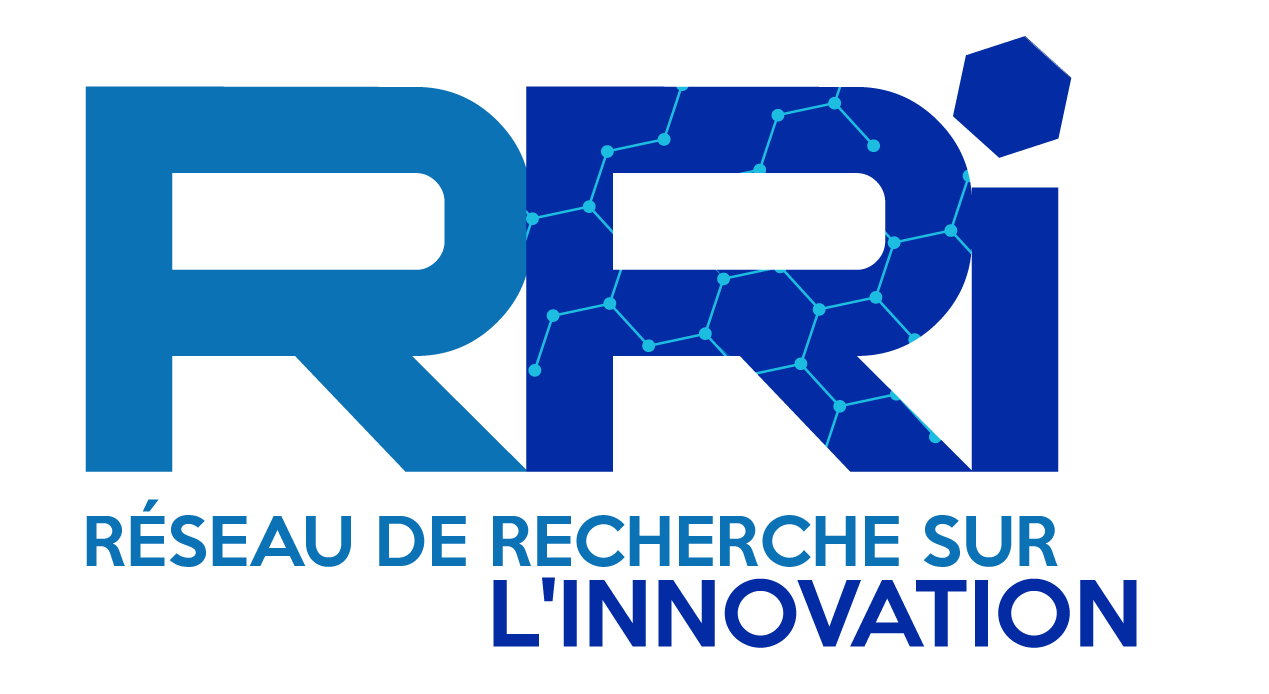 RRi
RÉSEAU DE RECHERCHE SUR
L'INNOVATION